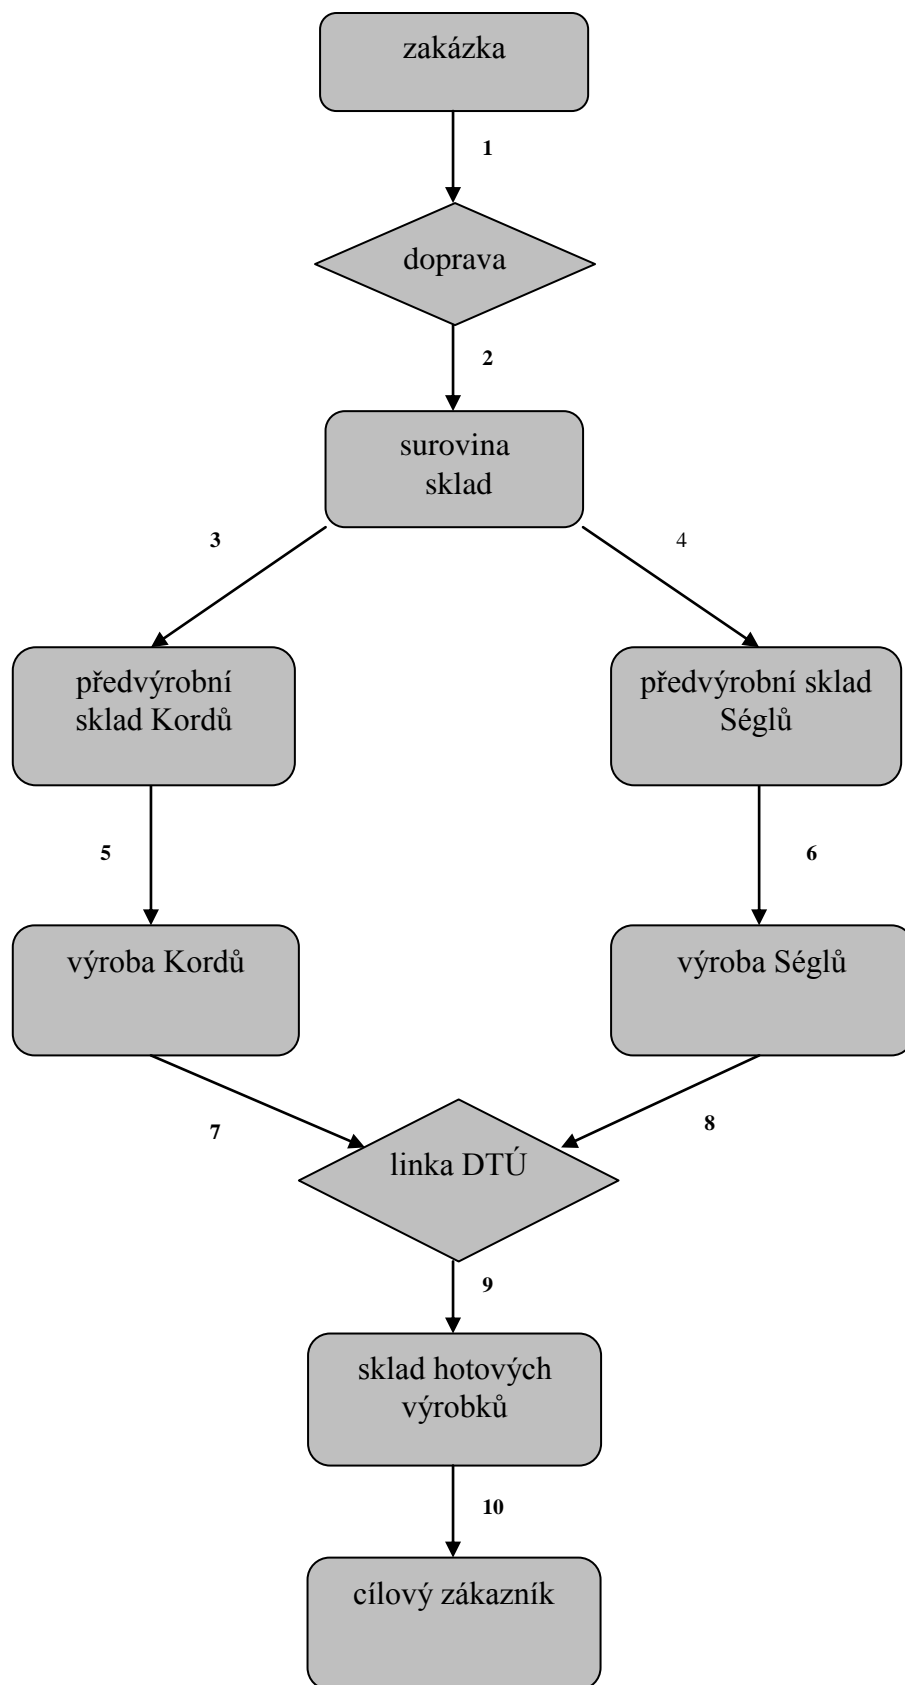 zakázka
1
doprava
2
surovina
sklad
3
4
předvýrobní
sklad Kordů
předvýrobní sklad
Séglů
5
6
výroba Kordů
výroba Séglů
7
8
linka DTÚ
9
sklad hotových
výrobků
10
cílový zákazník